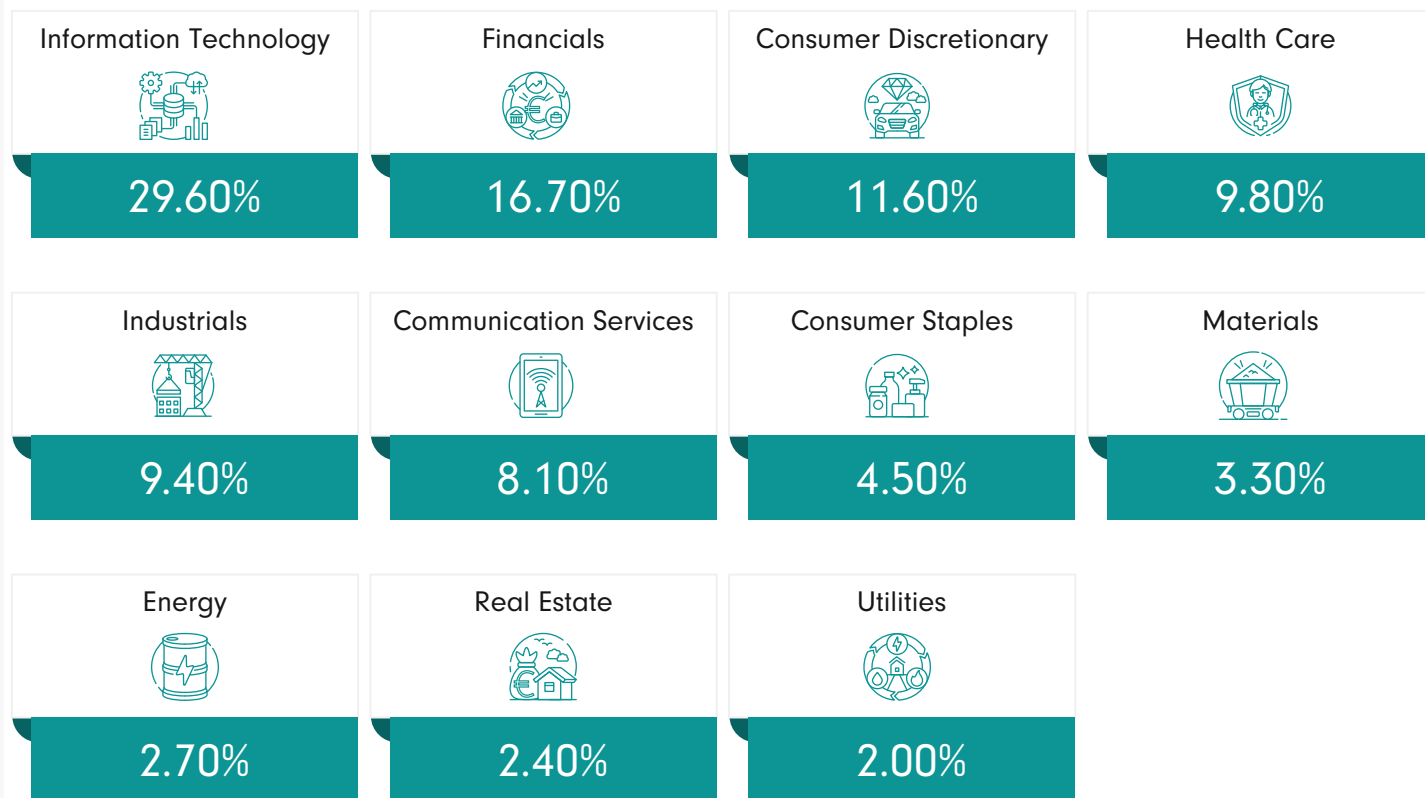 Information Technology
29.60%
Financials
16.70%
Consumer Discretionary
11.60%
Health Care
9.80%
Industrials
9.40%
Communication Services
8.10%
Consumer Staples
4.50%
Materials
3.30%
Energy
2.70%
Real Estate
2.40%
Utilities
2.00%